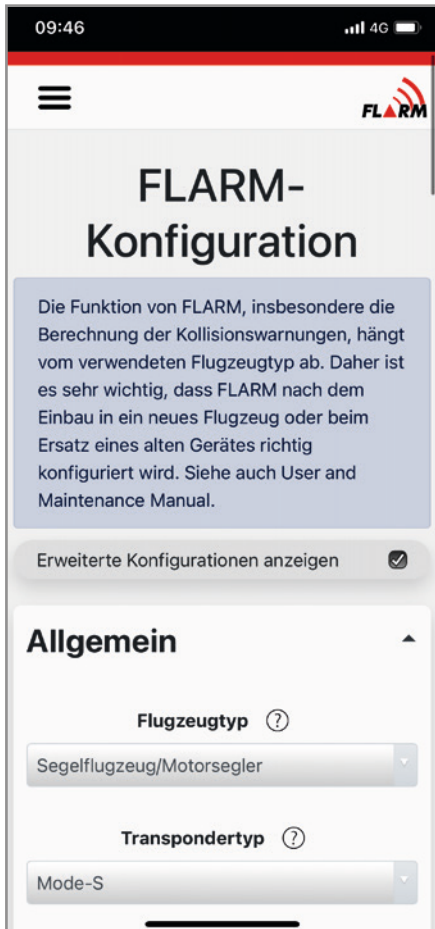 09:46
4G
FLARM
FLARM-
Konfiguration
Die Funktion von FLARM, insbesondere die
Berechnung der Kollisionswarnungen, hängt
vom verwendeten Flugzeugtyp ab. Daher ist
es sehr wichtig, dass FLARM nach dem
Einbau in ein neues Flugzeug oder beim
Ersatz eines alten Gerätes richtig
konfiguriert wird. Siehe auch User and
Maintenance Manual.
Erweiterte Konfigurationen anzeigen
Allgemein
Flugzeugtyp ?
Segelflugzeug/Motorsegler
Transpondertyp ?
Mode-S